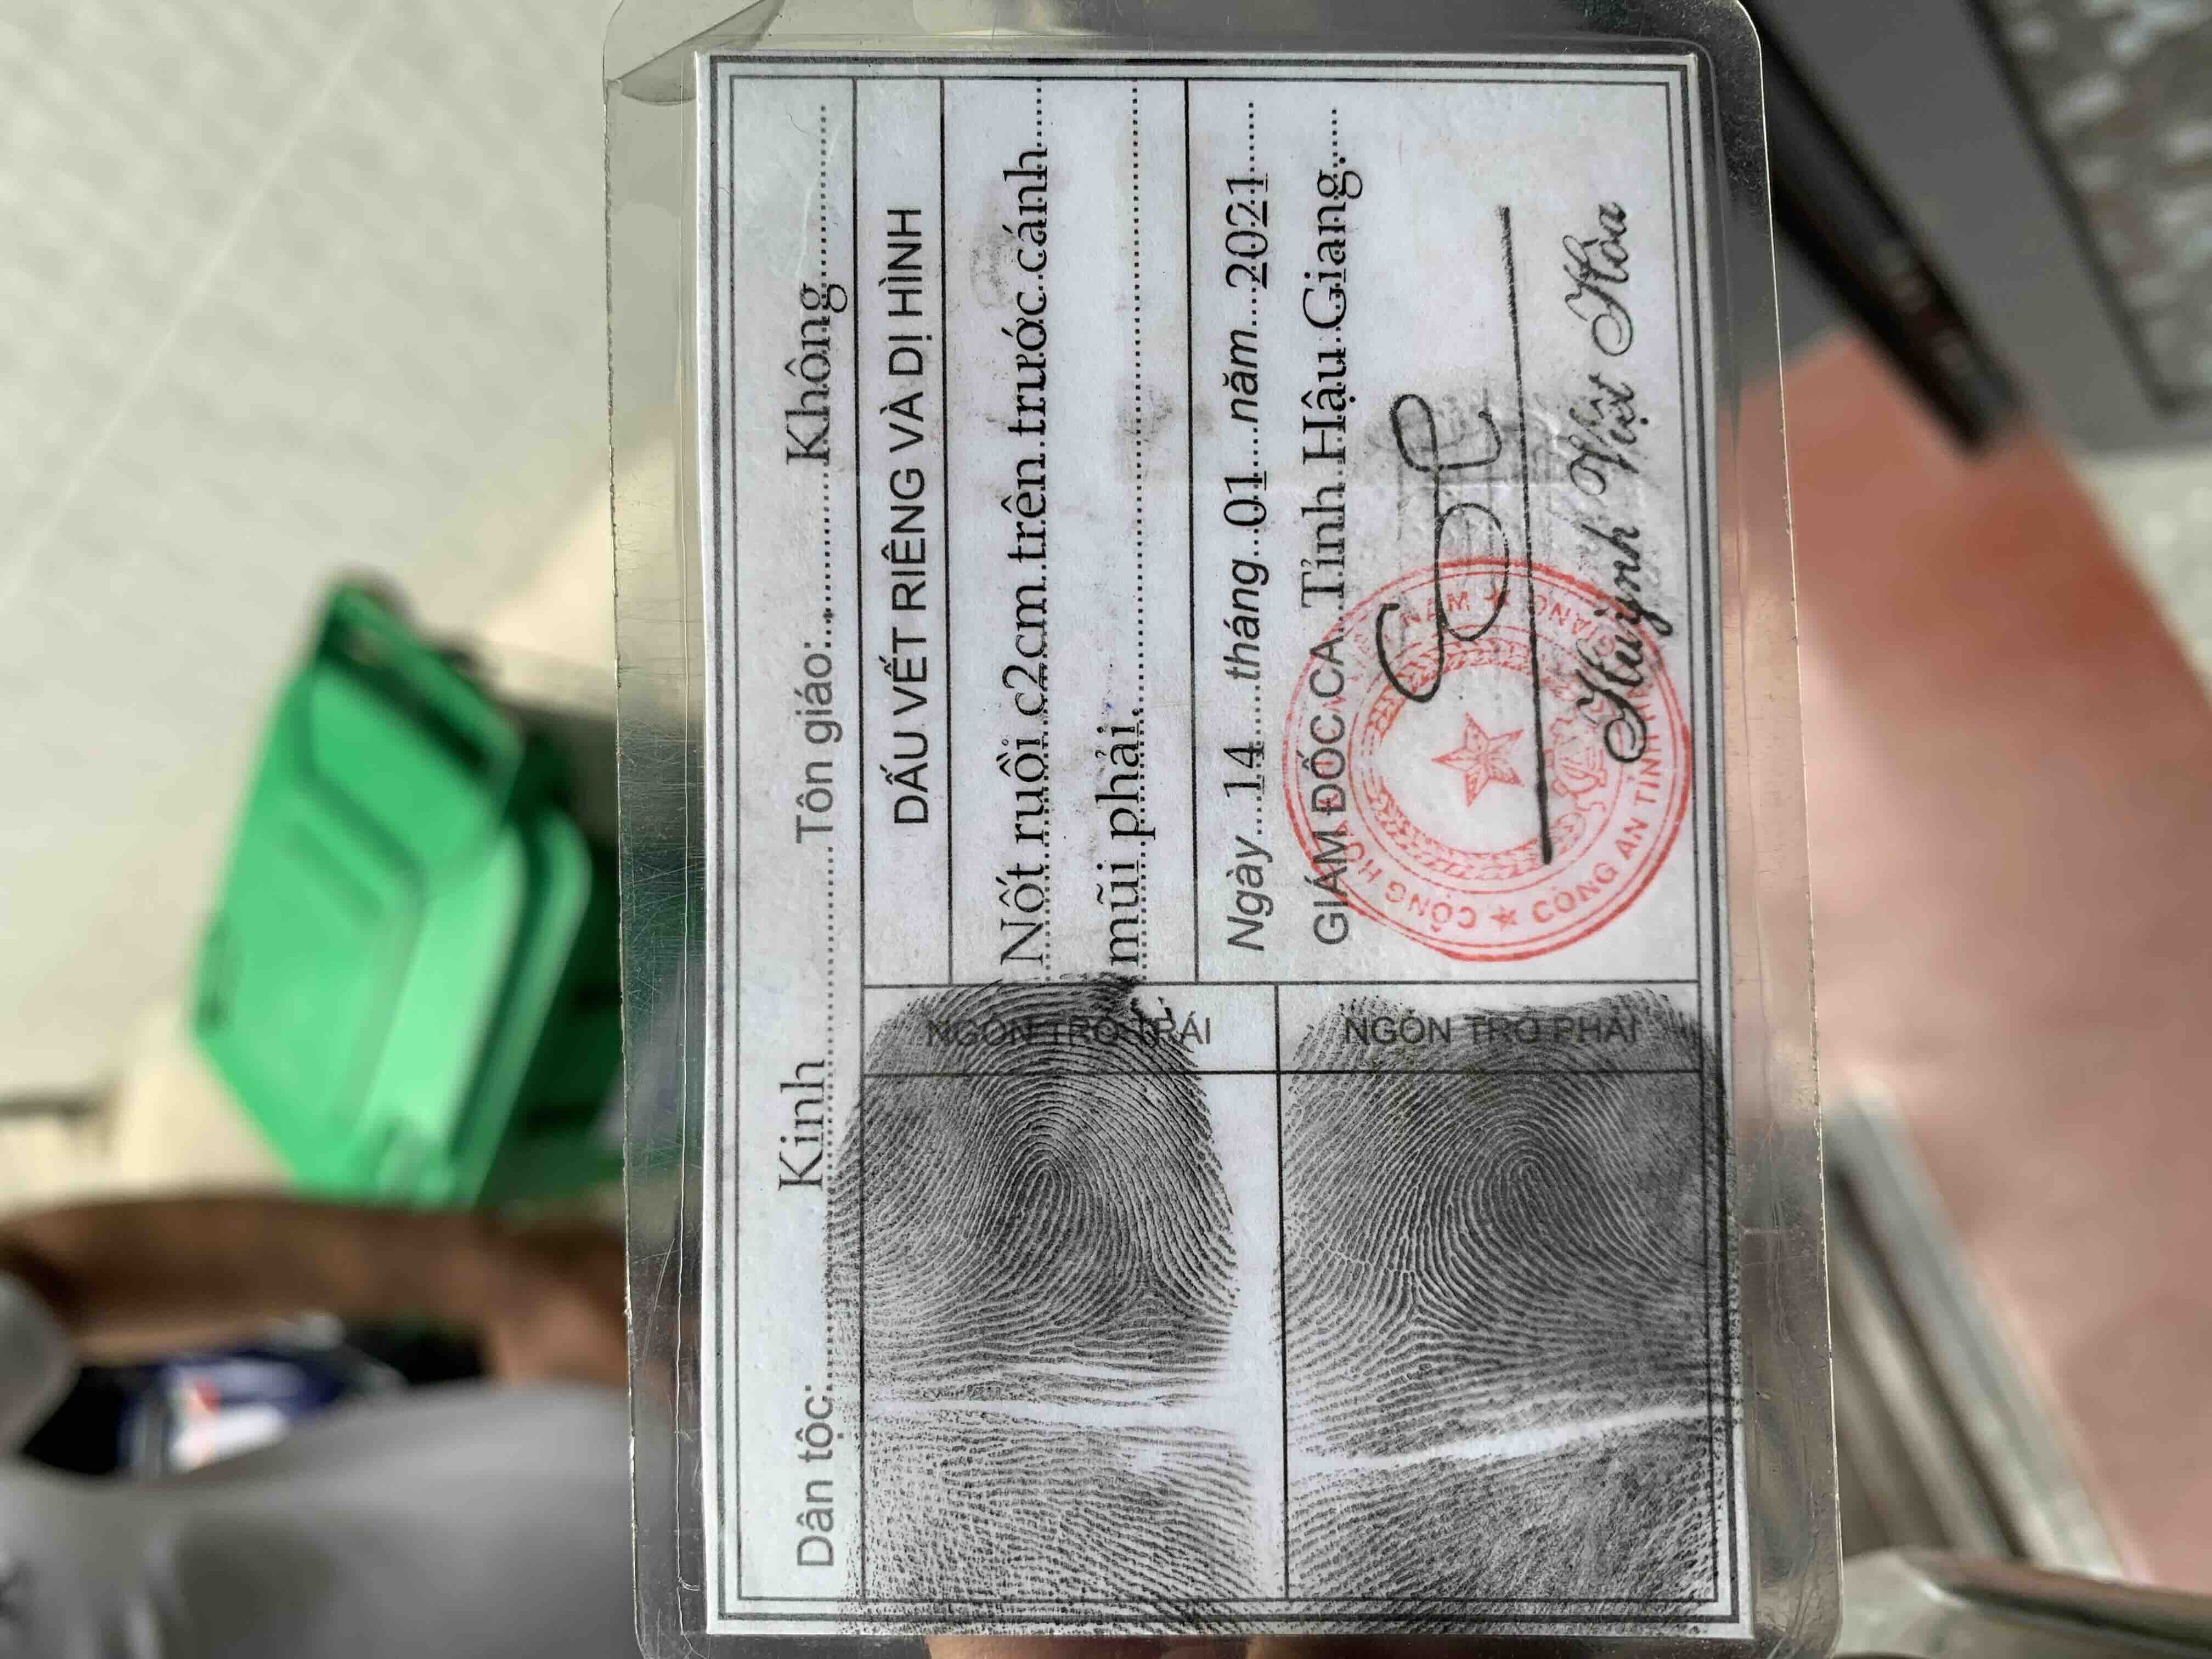 Dân tộc: Kinh Tôn giáo: Không
NGÓN TRỎ TRÁI
NGÓN TRỎ PHẢI
DẤU VẾT RIÊNG VÀ DỊ HÌNH
Nốt ruồi c2cm trên trước cánh
mũi phải.
Ngày 14 tháng 01 năm 2021
GIÁM ĐỐC CA Tỉnh Hậu Giang
CÔNG AN TỈNH
Huỳnh Việt Hòa